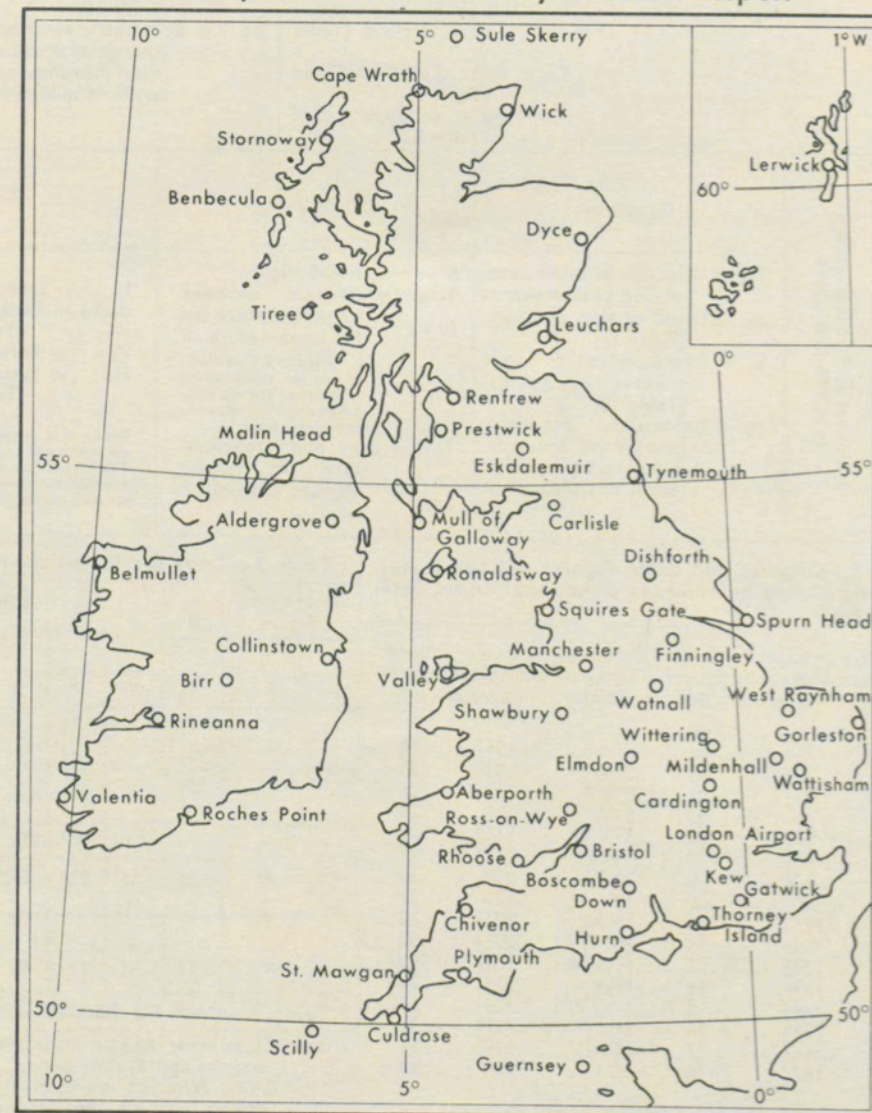 10°
5°
Sule Skerry
1° W
Cape Wrath
Wick
Stornoway
Lerwick
60°
Benbecula
Dyce
Tiree
Leuchars
0°
Renfrew
Malin Head
Prestwick
55°
Eskdalemuir
Tynemouth
55°
Aldergrove
Mull of
Galloway
Carlisle
Belmullet
Ronaldsway
Dishforth
Squires Gate
Spurn Head
Collinstown
Manchester
Finningley
Birr
Valley
Watnall
West Raynham
Rineanna
Shawbury
Wittering
Gorleston
Elmdon
Mildenhall
Wattisham
Valentia
Roches Point
Aberporth
Cardington
Ross-on-Wye
London Airport
Rhoose
Bristol
Kew
Boscombe
Down
Gatwick
Chivenor
Hurn
Thorney
Island
St. Mawgan
Plymouth
50°
50°
Scilly
Culdrose
Guernsey
10°
5°
0°